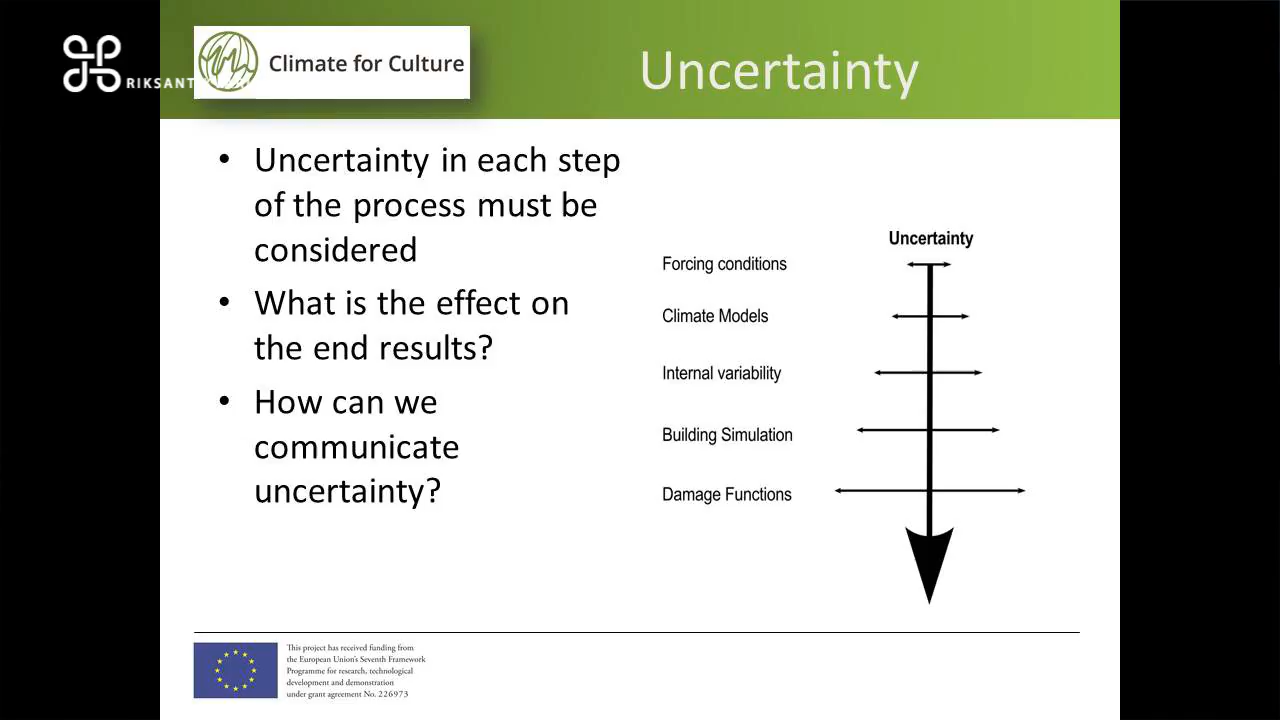 RIKSANT
Climate for Culture
Uncertainty
• Uncertainty in each step
of the process must be
considered
• What is the effect on
the end results?
• How can we
communicate
uncertainty?
Uncertainty
Forcing conditions
Climate Models
Internal variability
Building Simulation
Damage Functions
This project has received funding from
the European Union's Seventh Framework
Programme for research, technological
development and demonstration
under grant agreement No. 226973